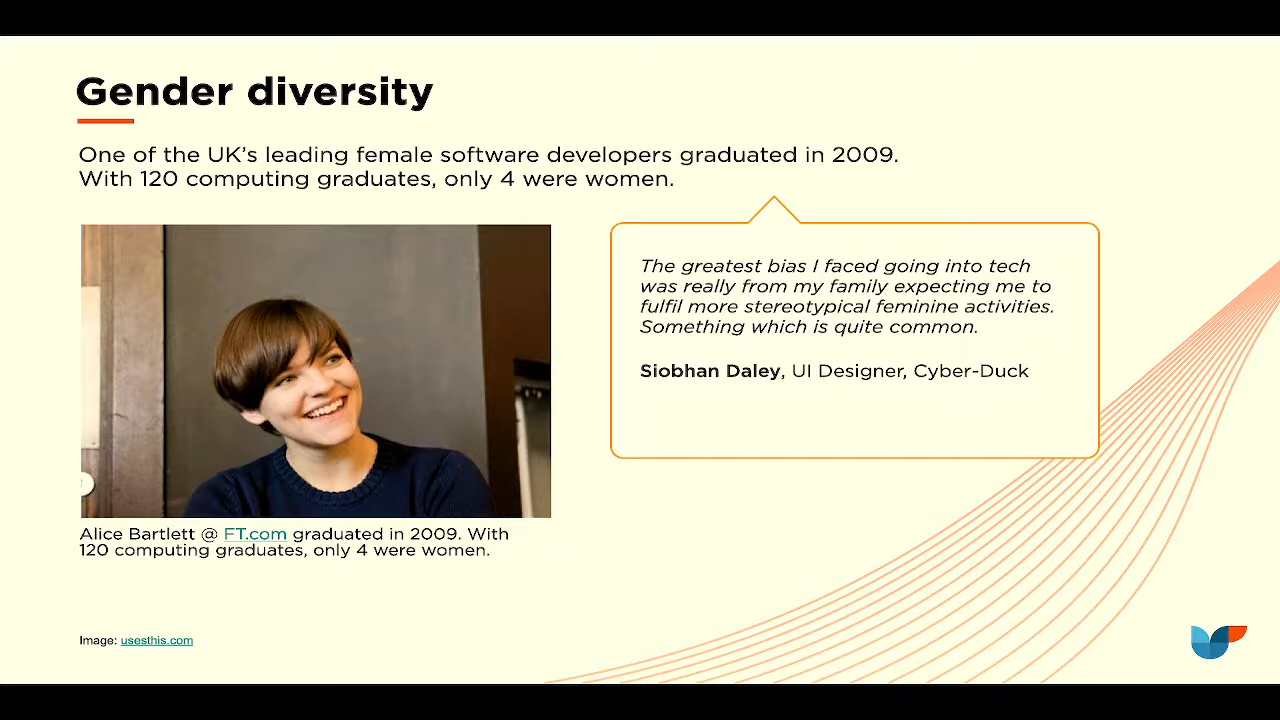 Gender diversity
One of the UK’s leading female software developers graduated in 2009.
With 120 computing graduates, only 4 were women.
The greatest bias I faced going into tech
was really from my family expecting me to
fulfil more stereotypical feminine activities.
Something which is quite common.
Siobhan Daley, UI Designer, Cyber-Duck
Alice Bartlett @ FT.com graduated in 2009. With
120 computing graduates, only 4 were women.
Image: usesthis.com